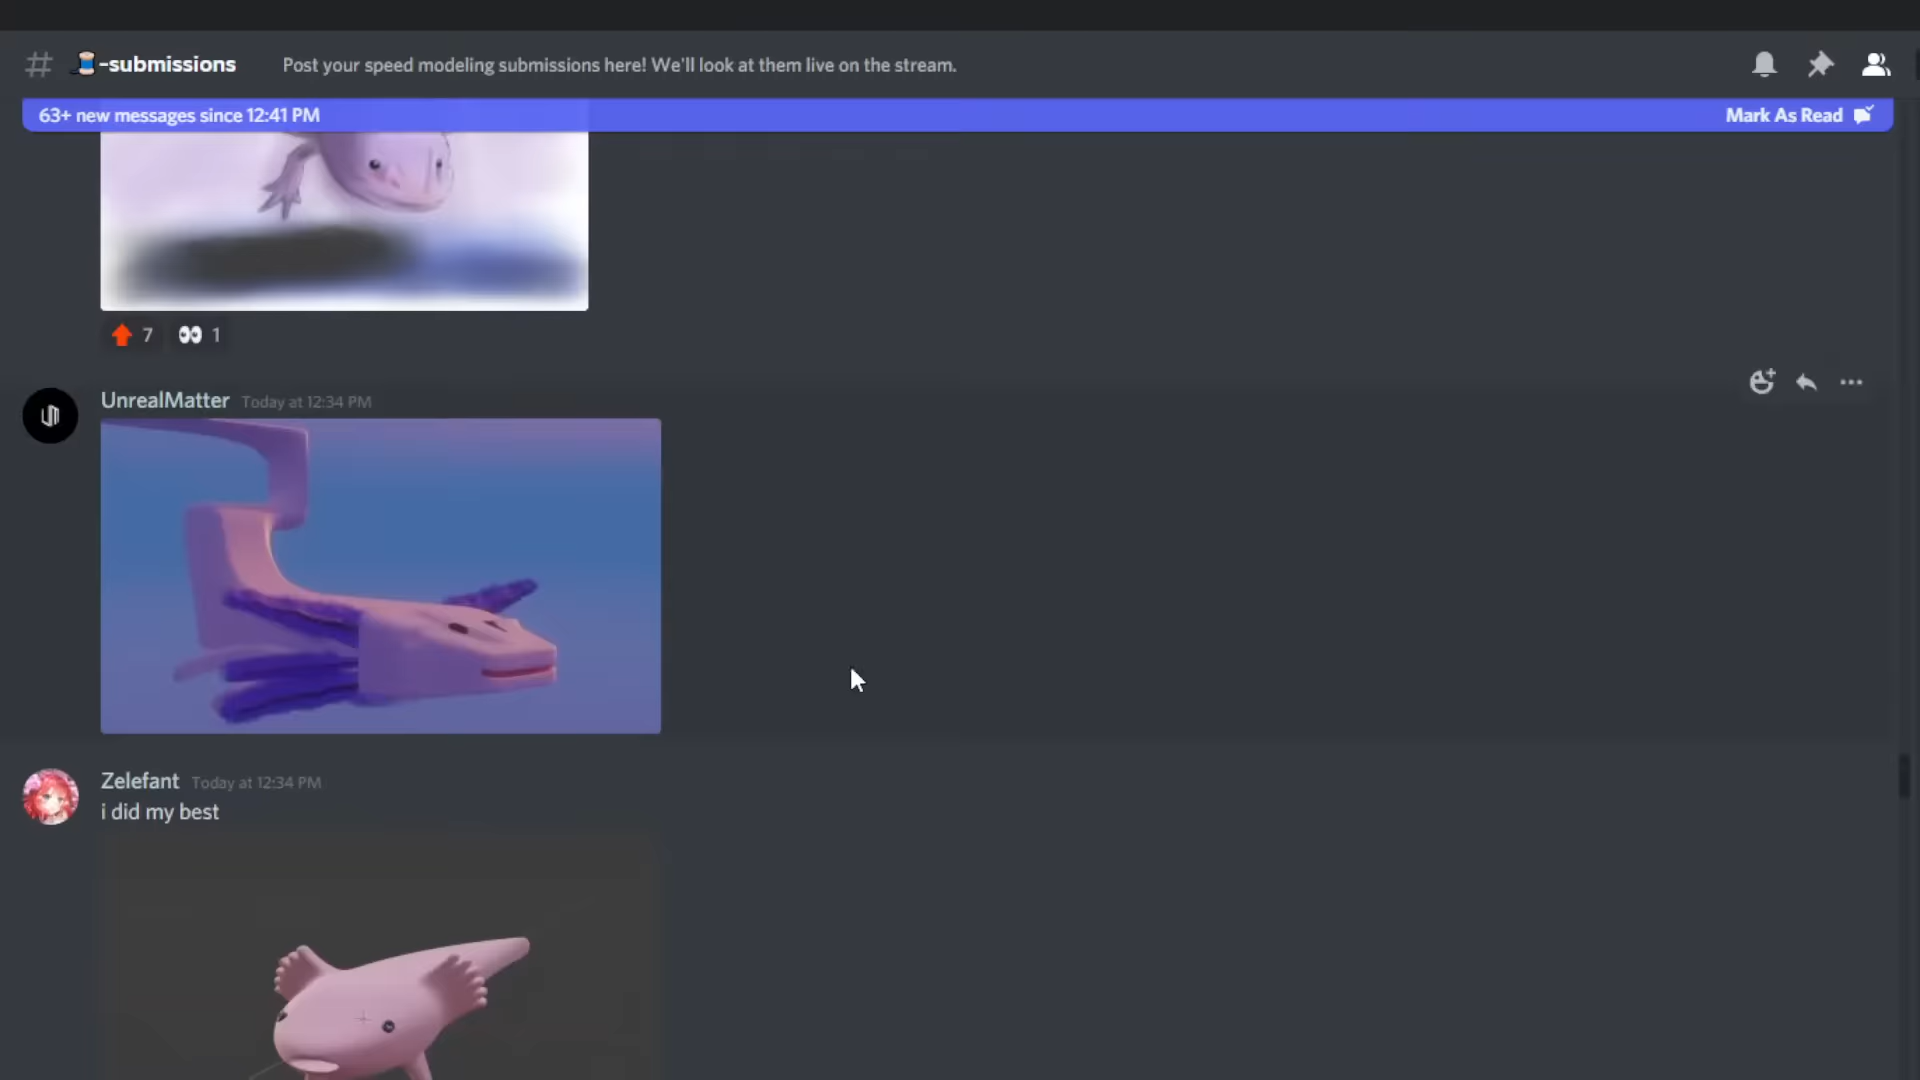 -submissions Post your speed modeling submissions here! We'll look at them live on the stream.
63+ new messages since 12:41 PM Mark As Read
7 1
UnrealMatter Today at 12:34 PM
Zelefant Today at 12:34 PM
i did my best